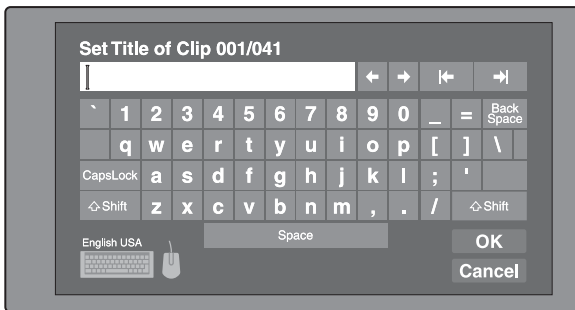 Set Title of Clip 001/041
` 1 2 3 4 5 6 7 8 9 0 _ = Back Space
q w e r t y u i o p [ ] \
CapsLock a s d f g h j k l ; '
Shift z x c v b n m , . / Shift
Space
English USA
OK
Cancel